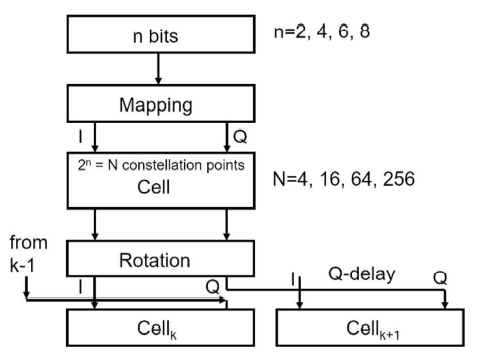 n bits
n=2, 4, 6, 8
Mapping
I
Q
2ⁿ = N constellation points
Cell
N=4, 16, 64, 256
from
k-1
Rotation
I
Q
I
Q-delay
Q
Cellₖ
Cellₖ₊₁